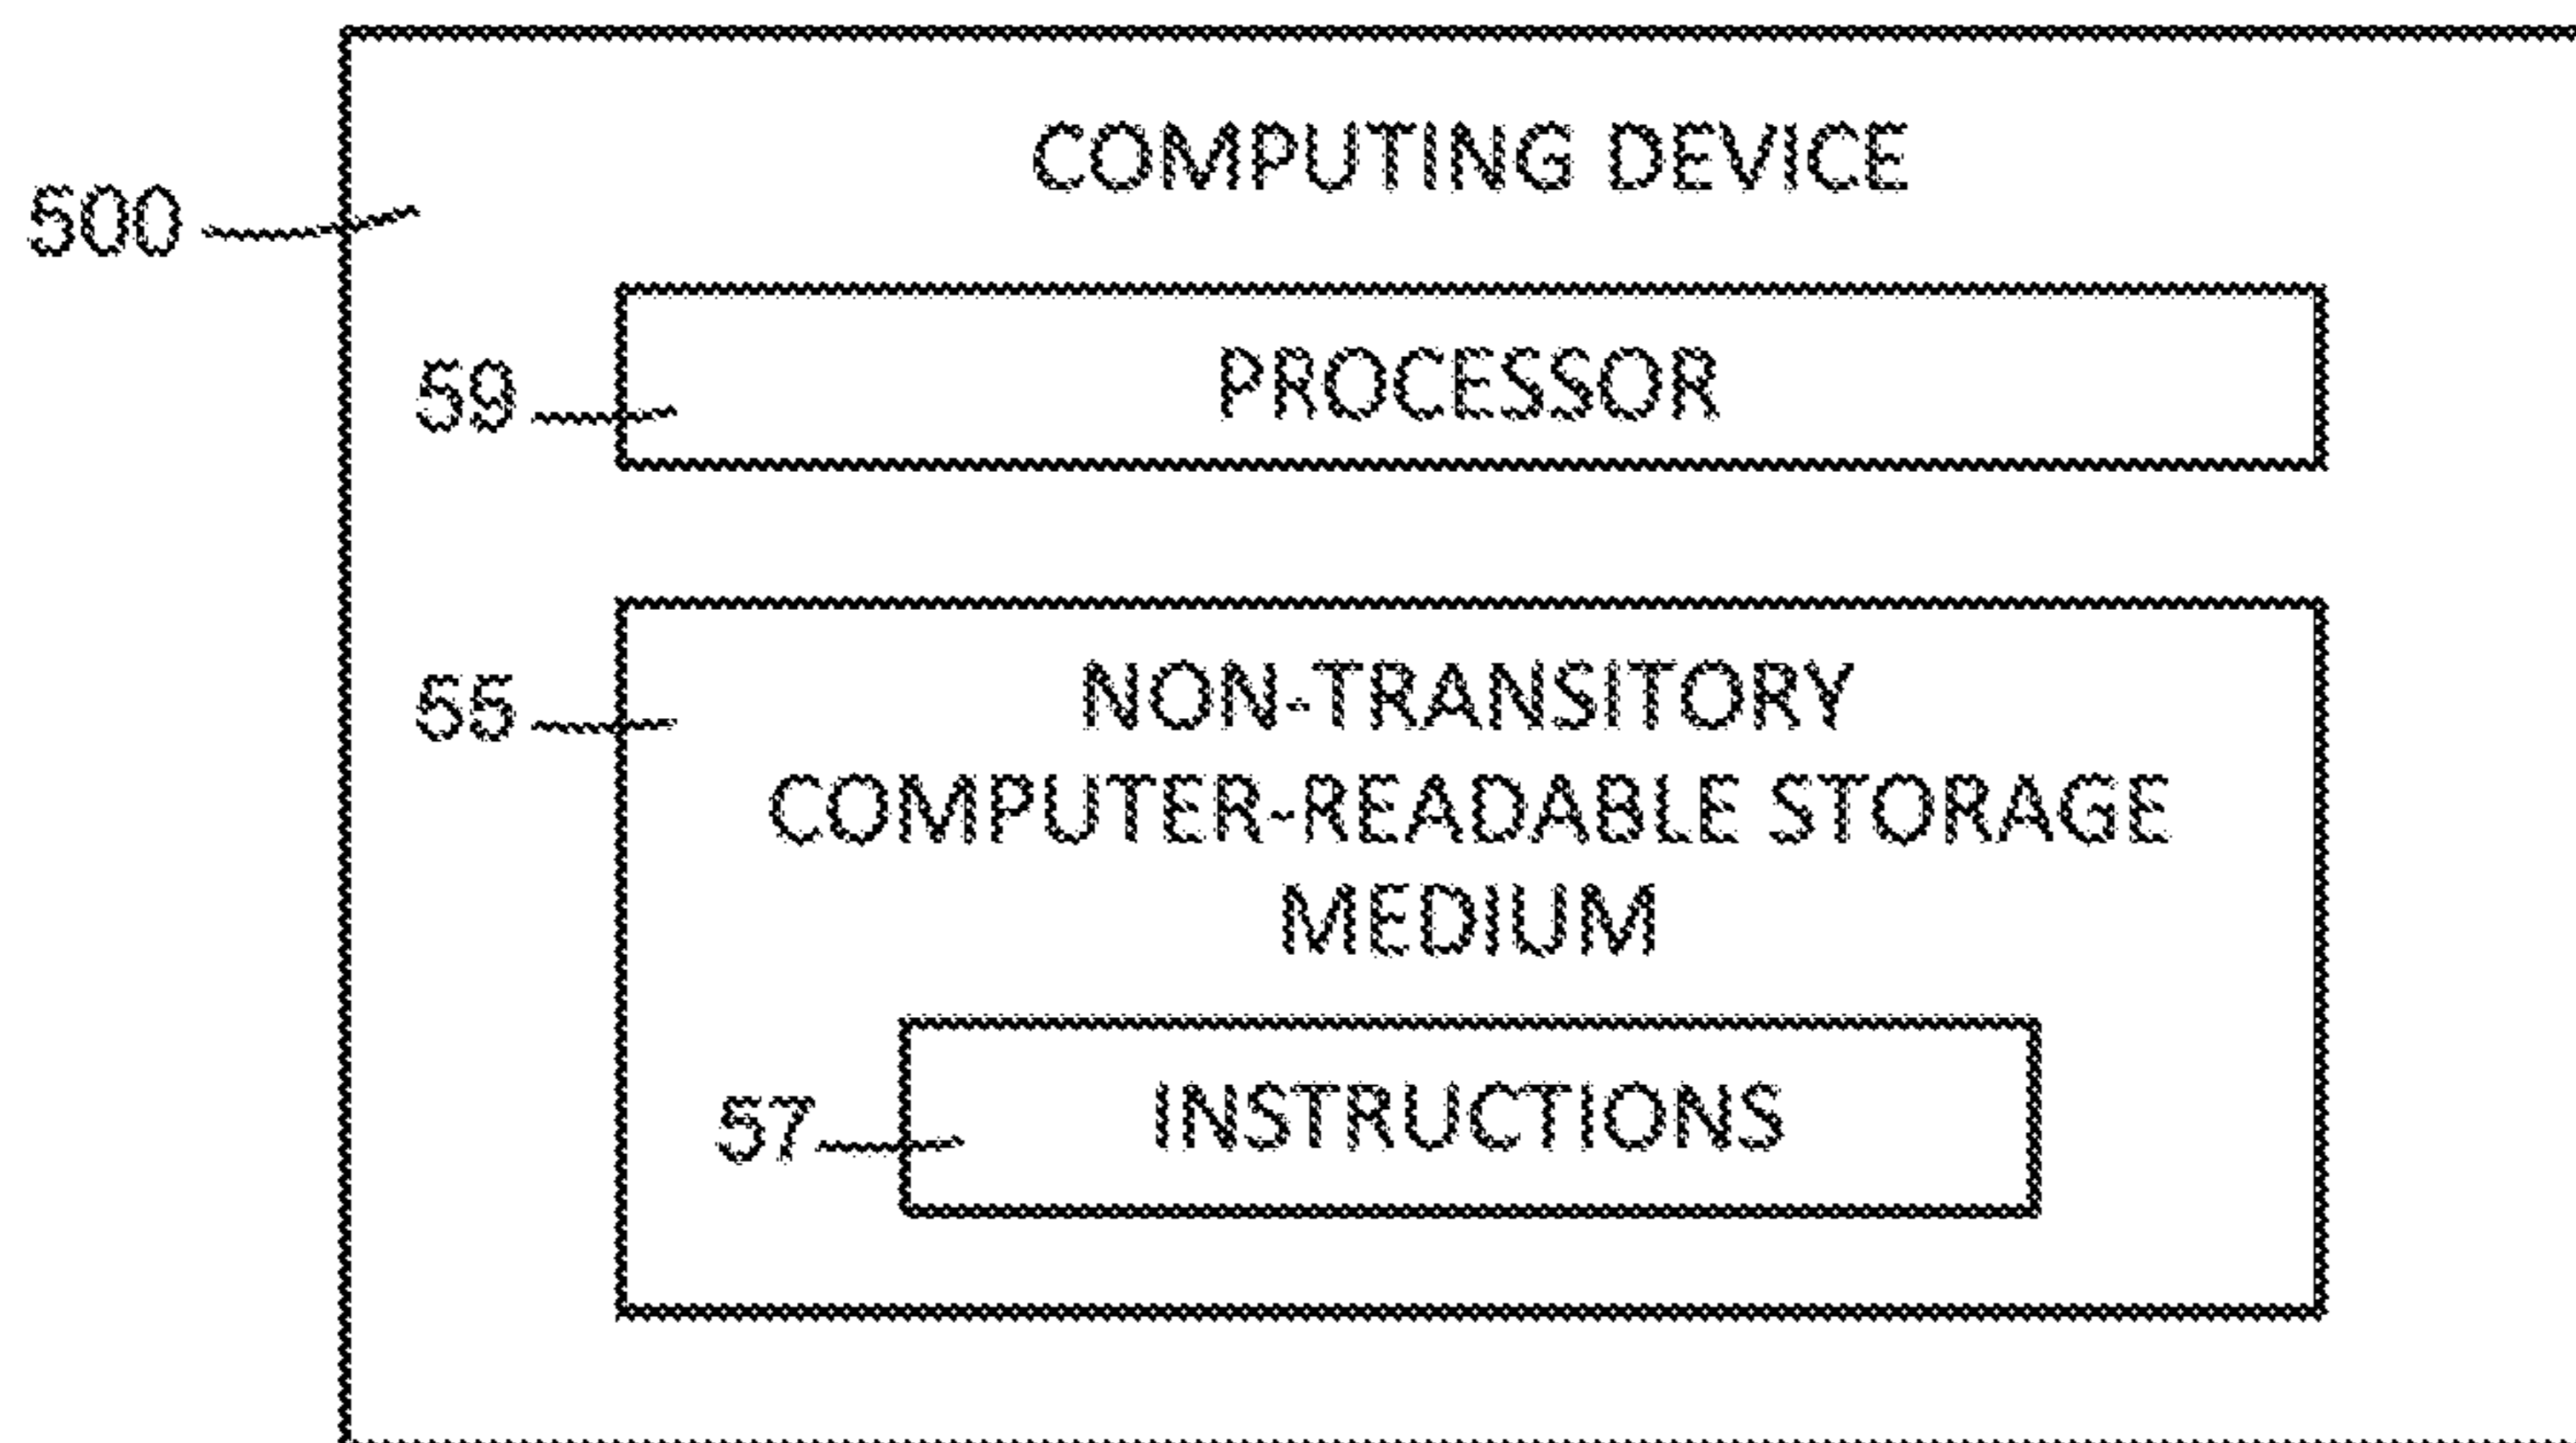 COMPUTING DEVICE
500
PROCESSOR
59
NON-TRANSITORY
55
COMPUTER-READABLE STORAGE
MEDIUM
INSTRUCTIONS
57